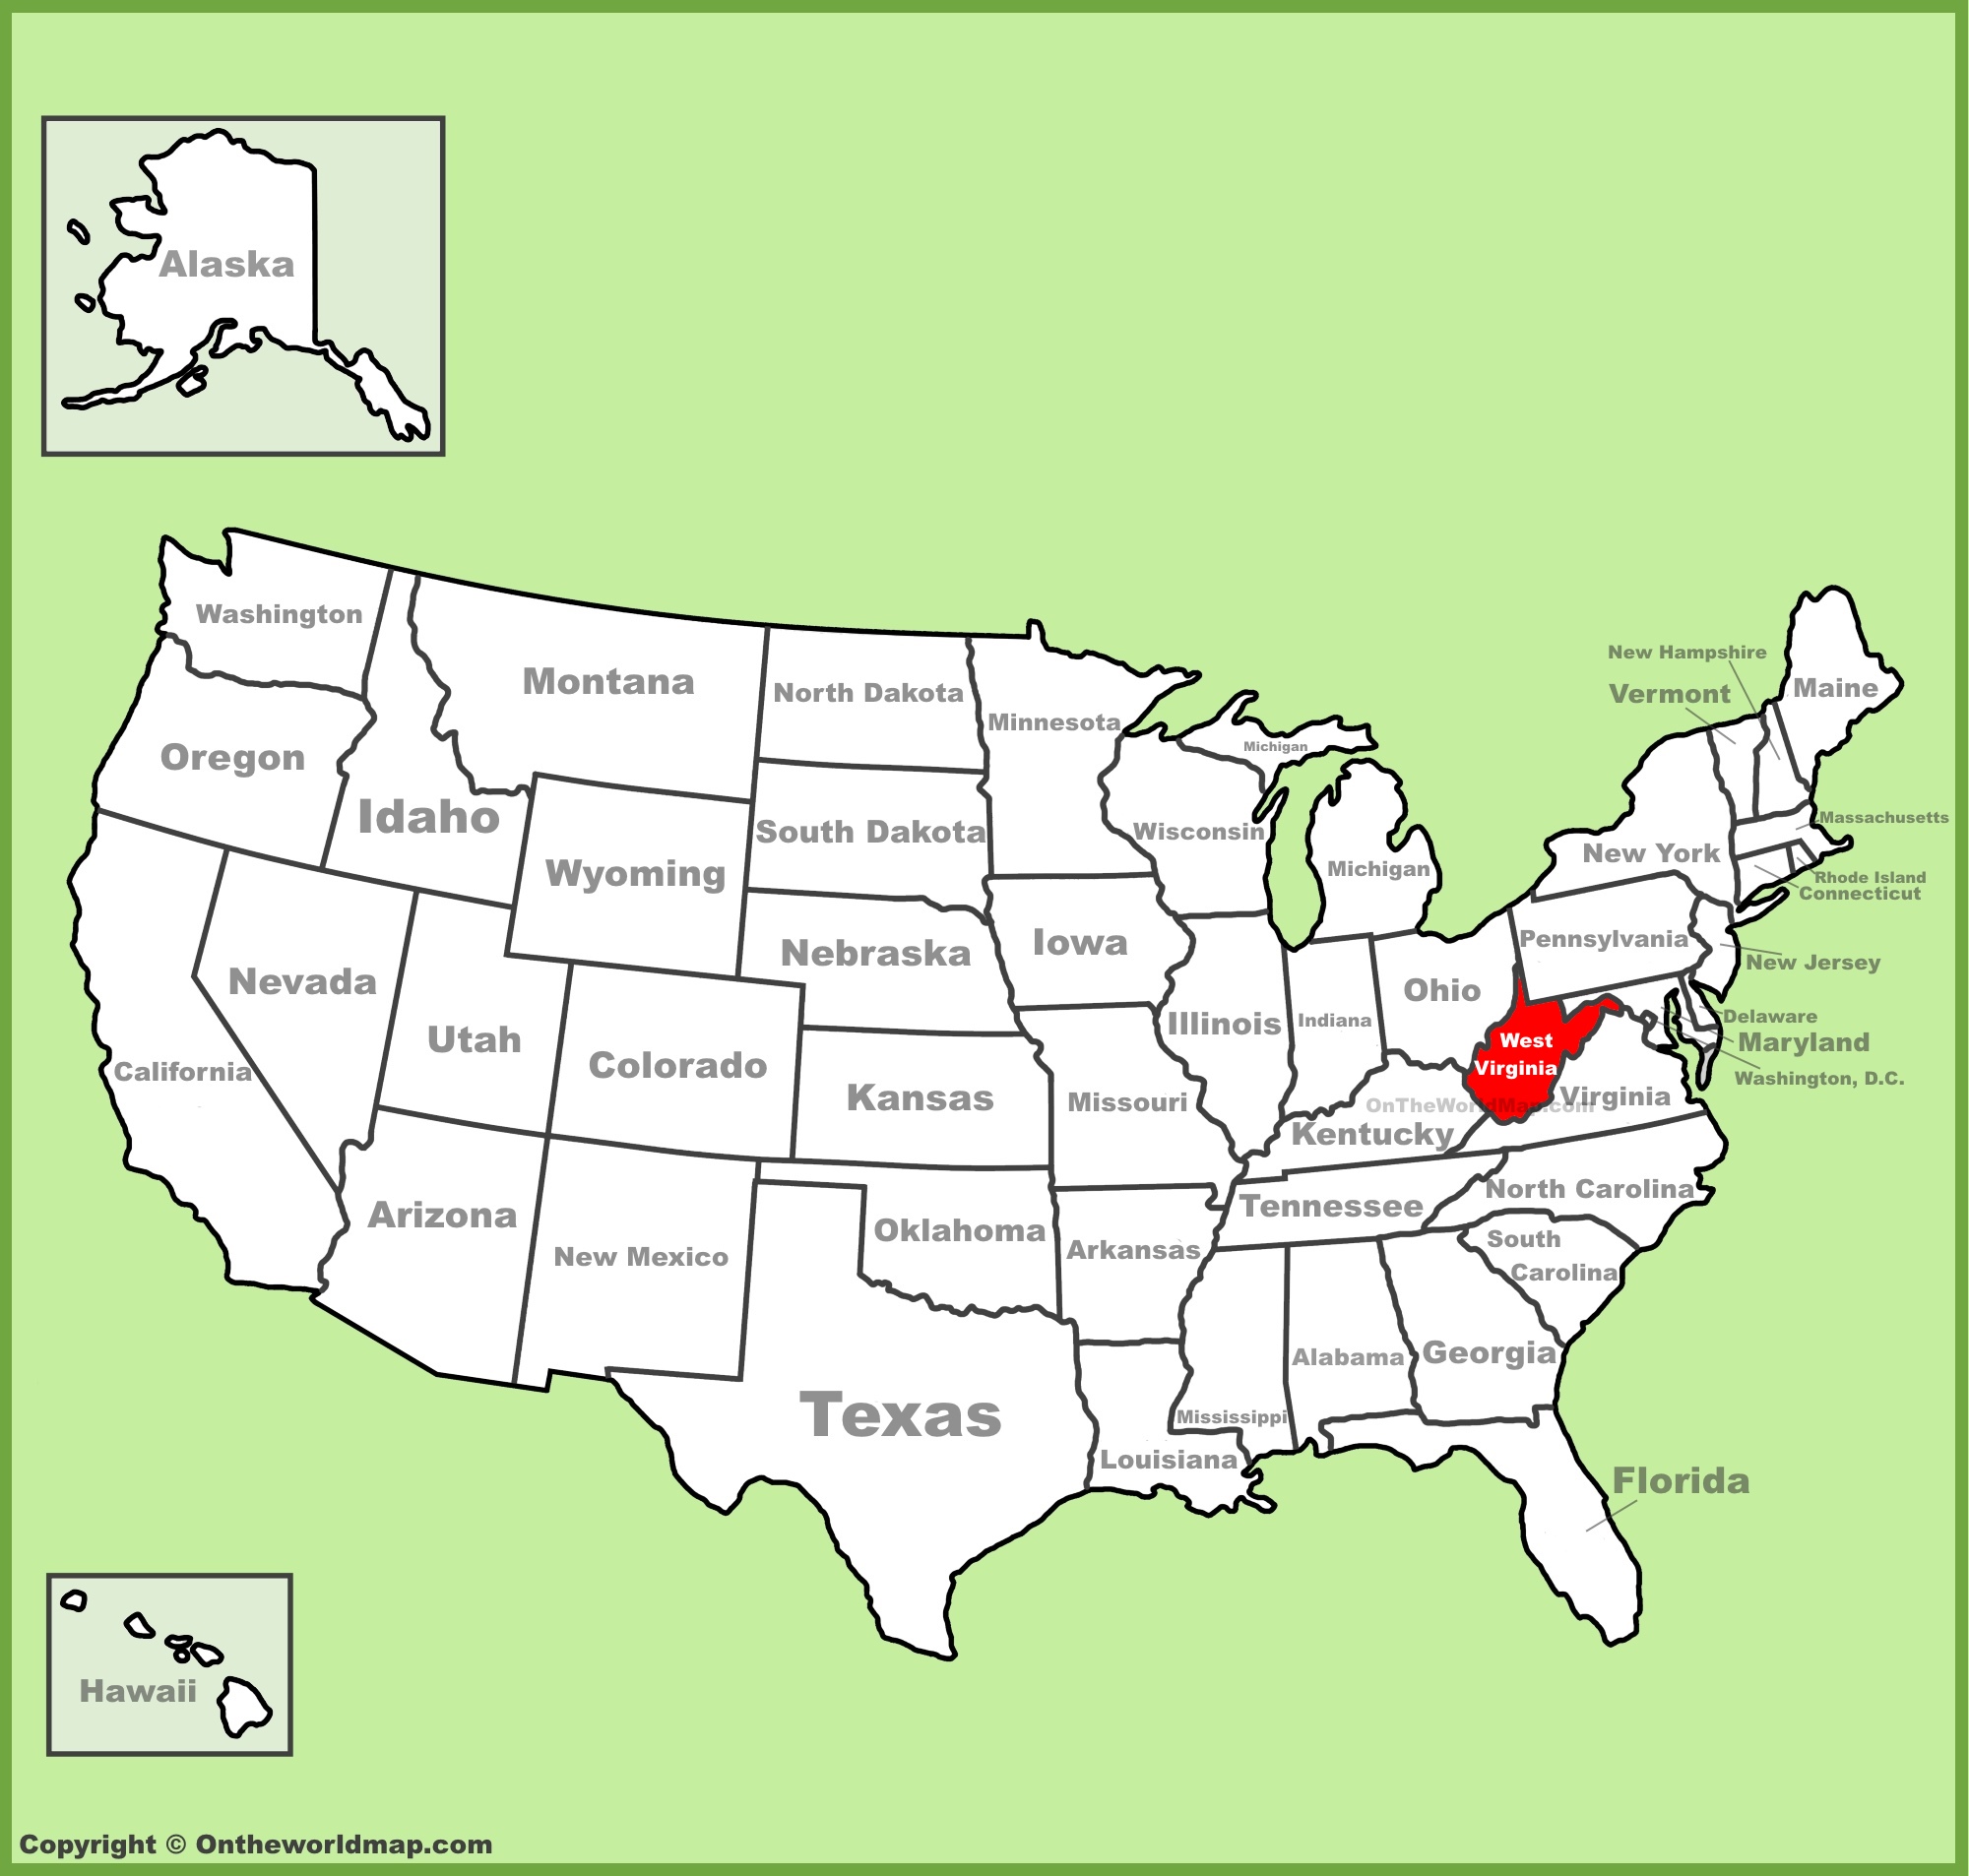 Alaska
Washington
Montana
North Dakota
Minnesota
Michigan
New Hampshire
Vermont
Maine
Oregon
Idaho
Wyoming
South Dakota
Wisconsin
Michigan
New York
Massachusetts
Rhode Island
Connecticut
Nevada
Utah
Colorado
Nebraska
Iowa
Illinois
Indiana
Ohio
Pennsylvania
New Jersey
Delaware
Maryland
Washington, D.C.
West
Virginia
Virginia
California
Kansas
Missouri
OnTheWorldMap.com
Kentucky
Arizona
New Mexico
Oklahoma
Arkansas
Tennessee
North Carolina
South
Carolina
Texas
Louisiana
Mississippi
Alabama
Georgia
Florida
Hawaii
Copyright © Ontheworldmap.com